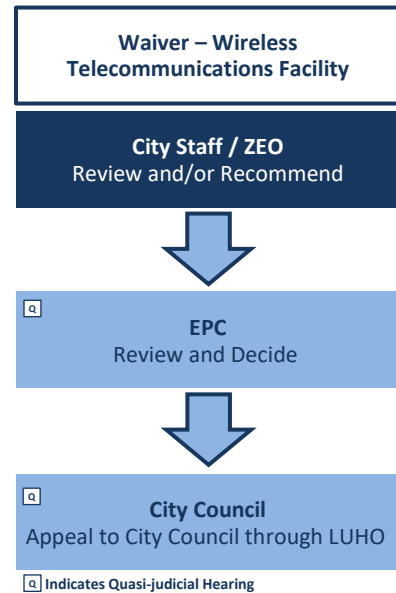 Waiver – Wireless
Telecommunications Facility
City Staff / ZEO
Review and/or Recommend
Q
EPC
Review and Decide
Q
City Council
Appeal to City Council through LUHO
Q Indicates Quasi-judicial Hearing